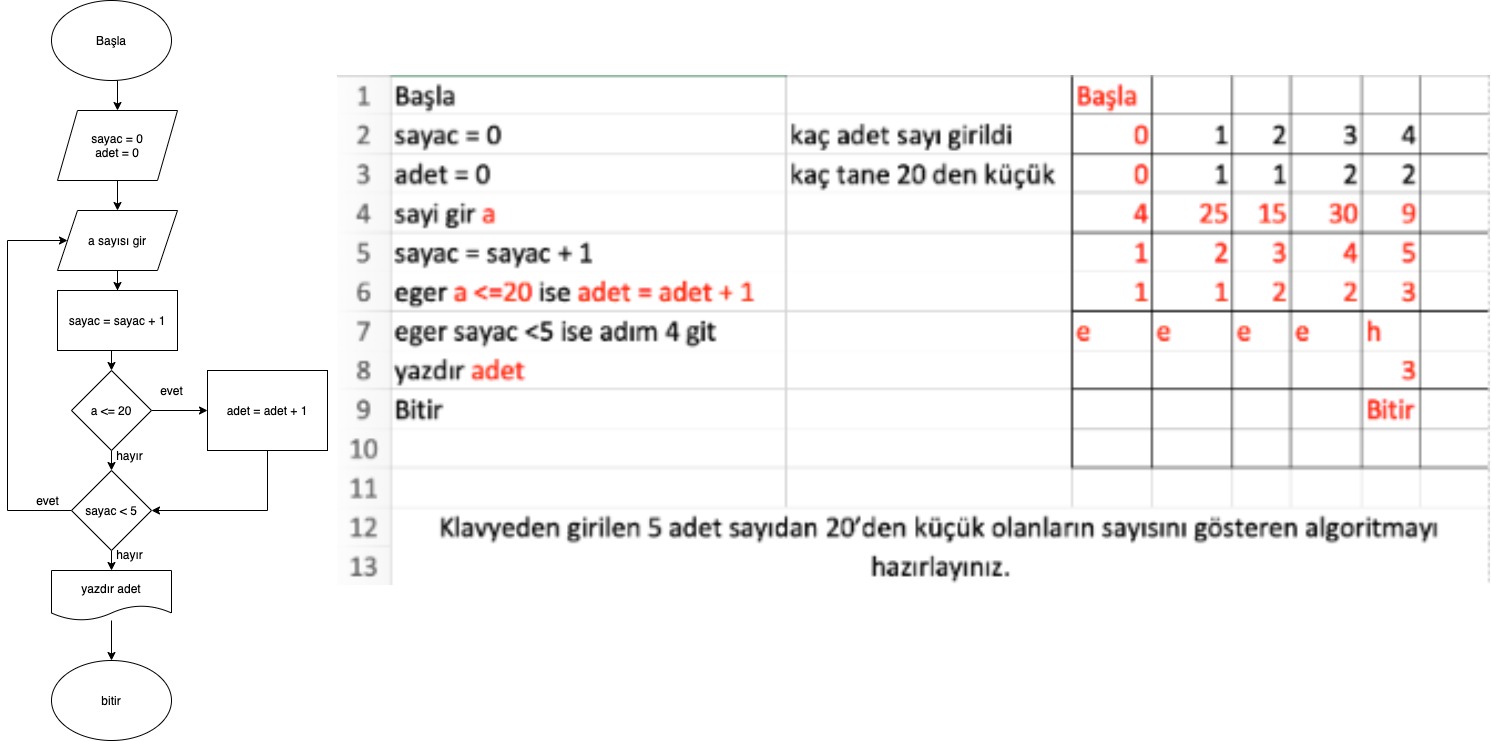 Başla
sayac = 0
adet = 0
a sayısı gir
sayac = sayac + 1
a <= 20
evet
adet = adet + 1
hayır
evet
sayac < 5
hayır
yazdır adet
bitir
1 Başla Başla
2 sayac = 0 kaç adet sayı girildi 0 1 2 3 4
3 adet = 0 kaç tane 20 den küçük 0 1 1 2 2
4 sayi gir a 4 25 15 30 9
5 sayac = sayac + 1 1 2 3 4 5
6 eger a <=20 ise adet = adet + 1 1 1 2 2 3
7 eger sayac <5 ise adım 4 git e e e e h
8 yazdır adet 3
9 Bitir Bitir
10
11
12 Klavyeden girilen 5 adet sayıdan 20’den küçük olanların sayısını gösteren algoritmayı
13 hazırlayınız.